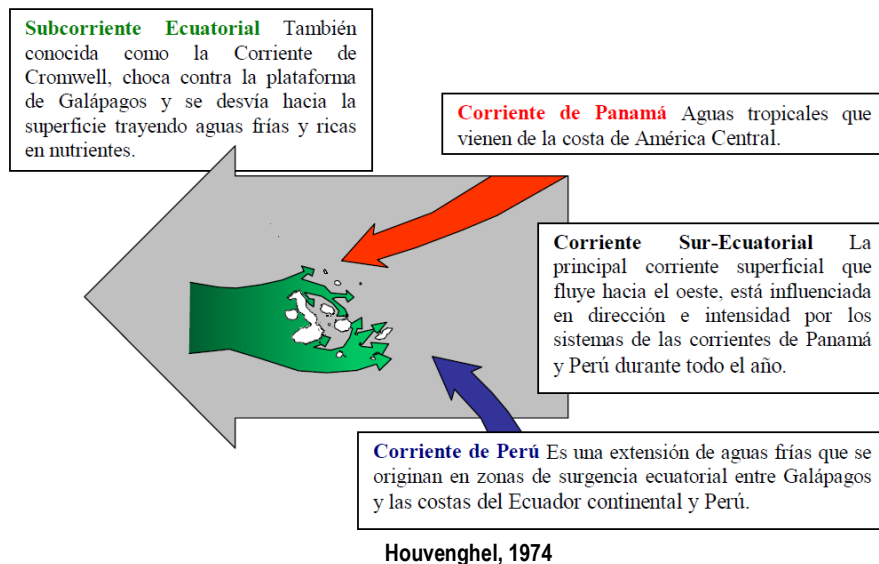 Subcorriente Ecuatorial También
conocida como la Corriente de
Cromwell, choca contra la plataforma
de Galápagos y se desvía hacia la
superficie trayendo aguas frías y ricas
en nutrientes.
Corriente de Panamá Aguas tropicales que
vienen de la costa de América Central.
Corriente Sur-Ecuatorial La
principal corriente superficial que
fluye hacia el oeste, está influenciada
en dirección e intensidad por los
sistemas de las corrientes de Panamá
y Perú durante todo el año.
Corriente de Perú Es una extensión de aguas frías que se
originan en zonas de surgencia ecuatorial entre Galápagos
y las costas del Ecuador continental y Perú.
Houvenghel, 1974